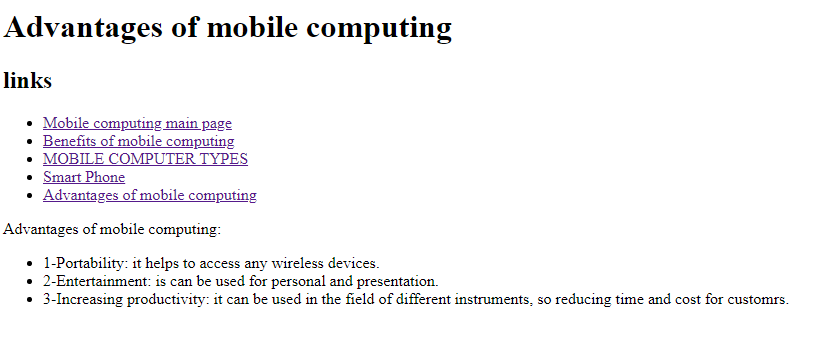 Advantages of mobile computing
links
Mobile computing main page
Benefits of mobile computing
MOBILE COMPUTER TYPES
Smart Phone
Advantages of mobile computing
Advantages of mobile computing:
1-Portability: it helps to access any wireless devices.
2-Entertainment: is can be used for personal and presentation.
3-Increasing productivity: it can be used in the field of different instruments, so reducing time and cost for customrs.